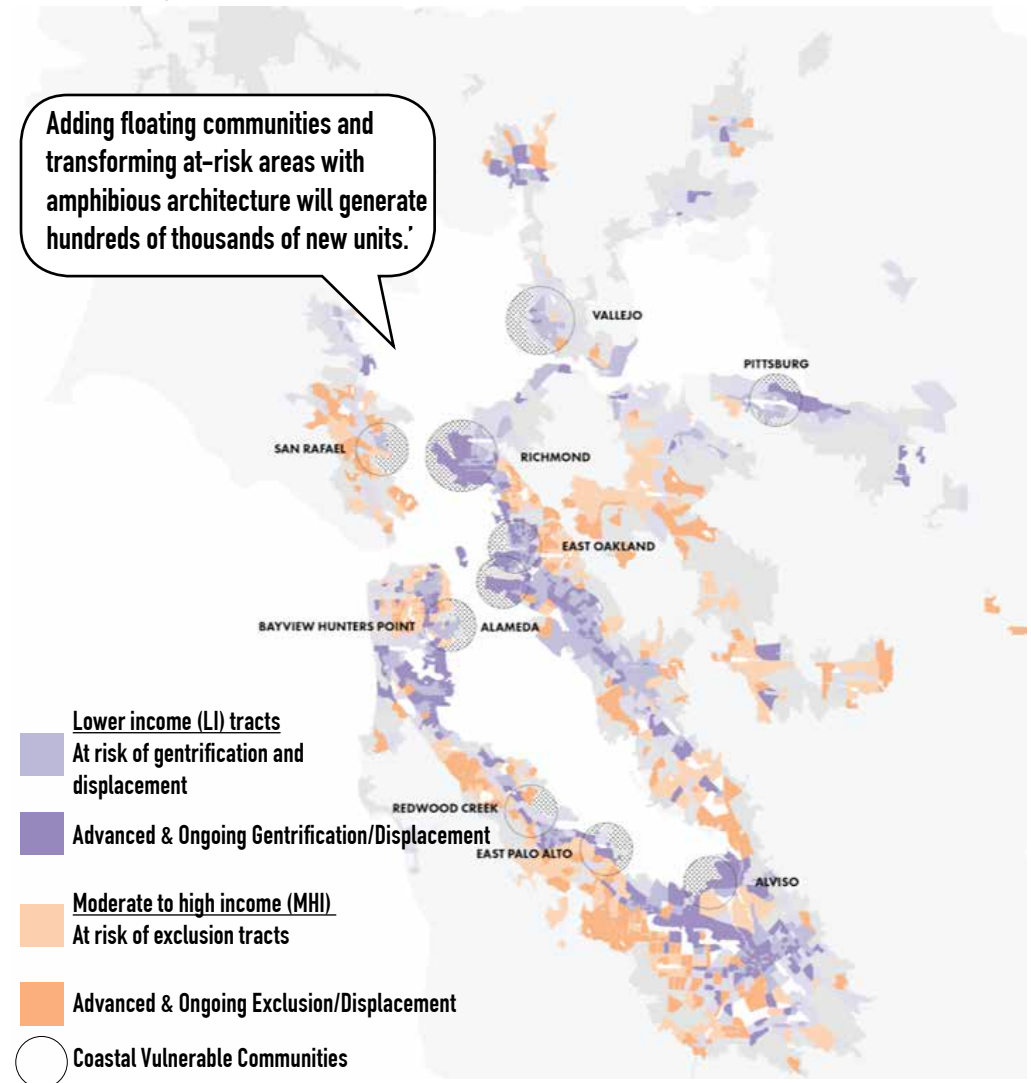 Adding floating communities and
transforming at-risk areas with
amphibious architecture will generate
hundreds of thousands of new units.’
VALLEJO
PITTSBURG
SAN RAFAEL
RICHMOND
EAST OAKLAND
BAYVIEW HUNTERS POINT
ALAMEDA
Lower income (LI) tracts
At risk of gentrification and
displacement
REDWOOD CREEK
Advanced & Ongoing Gentrification/Displacement
EAST PALO ALTO
ALVISO
Moderate to high income (MHI)
At risk of exclusion tracts
Advanced & Ongoing Exclusion/Displacement
Coastal Vulnerable Communities